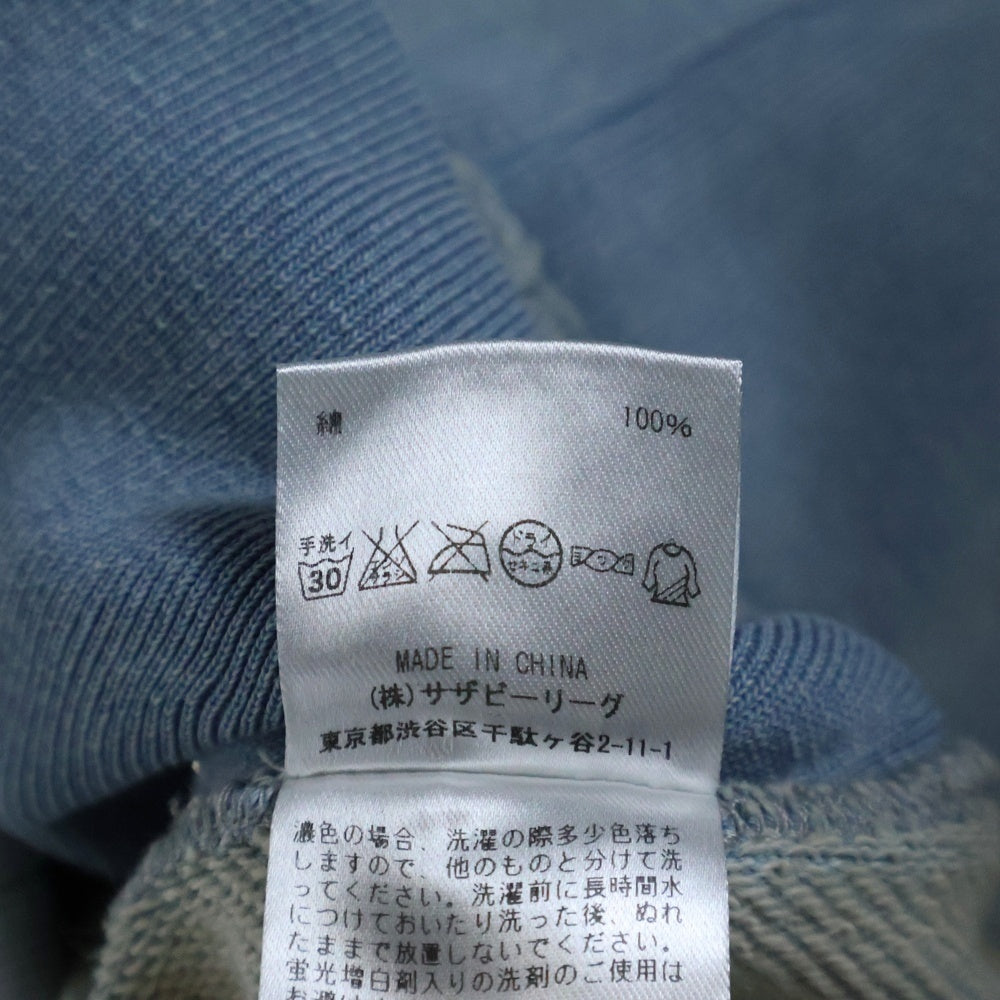 綿 100%
手洗イ
30
エンソ
サラシ
ドライ
セキユ系
MADE IN CHINA
(株)サザビーリーグ
東京都渋谷区千駄ヶ谷2-11-1
濃色の場合、洗濯の際多少色落ち
しますので、他のものと分けて洗
ってください。洗濯前に長時間水
につけておいたり洗った後、ぬれ
たままで放置しないでください。
蛍光増白剤入りの洗剤のご使用は
お避け